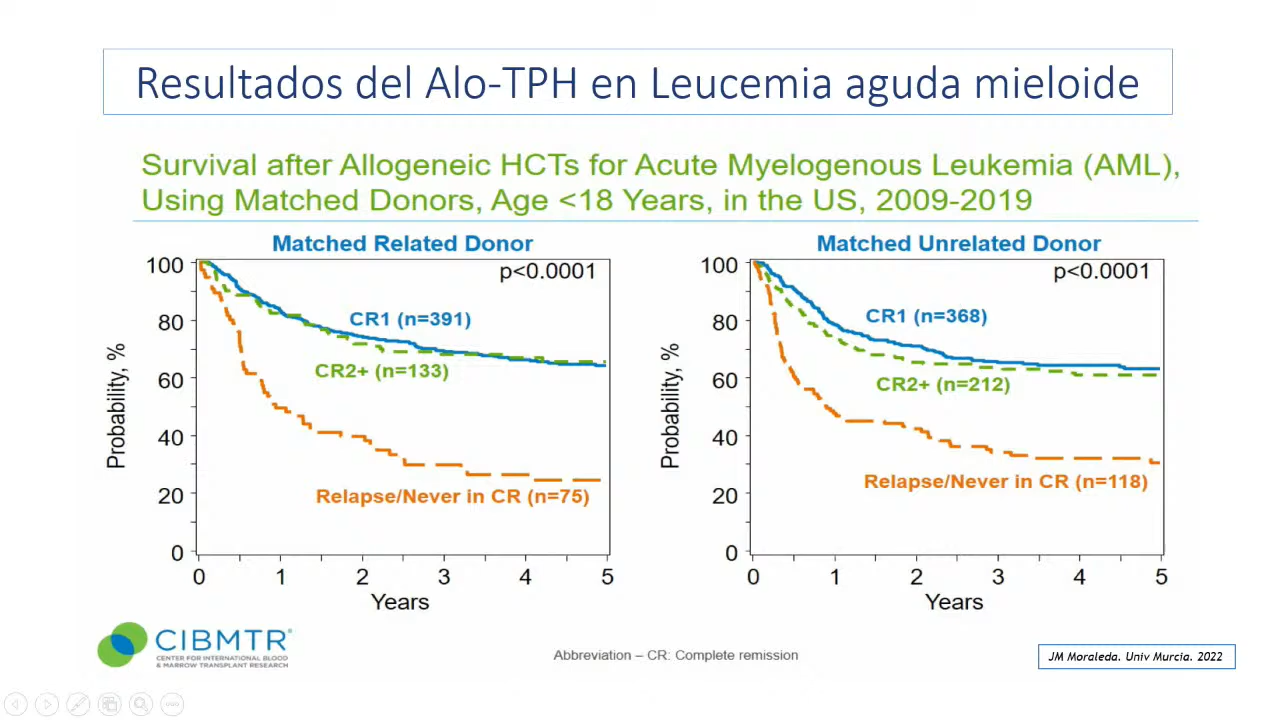 Resultados del Alo-TPH en Leucemia aguda mieloide
Survival after Allogeneic HCTs for Acute Myelogenous Leukemia (AML),
Using Matched Donors, Age <18 Years, in the US, 2009-2019
Matched Related Donor
p<0.0001
Probability, %
100
80
60
40
20
0
CR1 (n=391)
CR2+ (n=133)
Relapse/Never in CR (n=75)
0 1 2 3 4 5
Years
Matched Unrelated Donor
p<0.0001
Probability, %
100
80
60
40
20
0
CR1 (n=368)
CR2+ (n=212)
Relapse/Never in CR (n=118)
0 1 2 3 4 5
Years
CIBMTR®
CENTER FOR INTERNATIONAL BLOOD
& MARROW TRANSPLANT RESEARCH
Abbreviation – CR: Complete remission
JM Moraleda. Univ Murcia. 2022